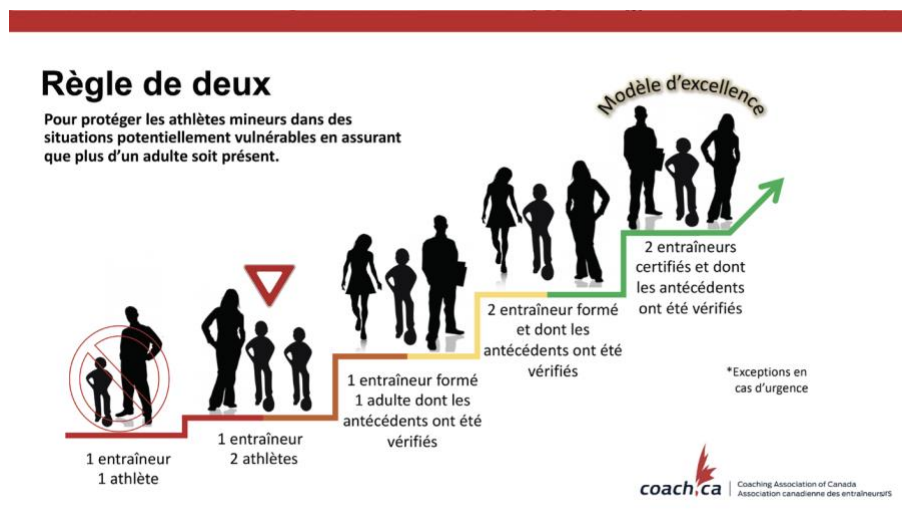 Règle de deux
Pour protéger les athlètes mineurs dans des
situations potentiellement vulnérables en assurant
que plus d'un adulte soit présent.
Modèle d'excellence
1 entraîneur
1 athlète
1 entraîneur
2 athlètes
1 entraîneur formé
1 adulte dont les
antécédents ont été
vérifiés
2 entraîneur formé
et dont les
antécédents ont été
vérifiés
2 entraîneurs
certifiés et dont
les antécédents
ont été vérifiés
*Exceptions en
cas d'urgence
coach.ca
Coaching Association of Canada
Association canadienne des entraîneurs